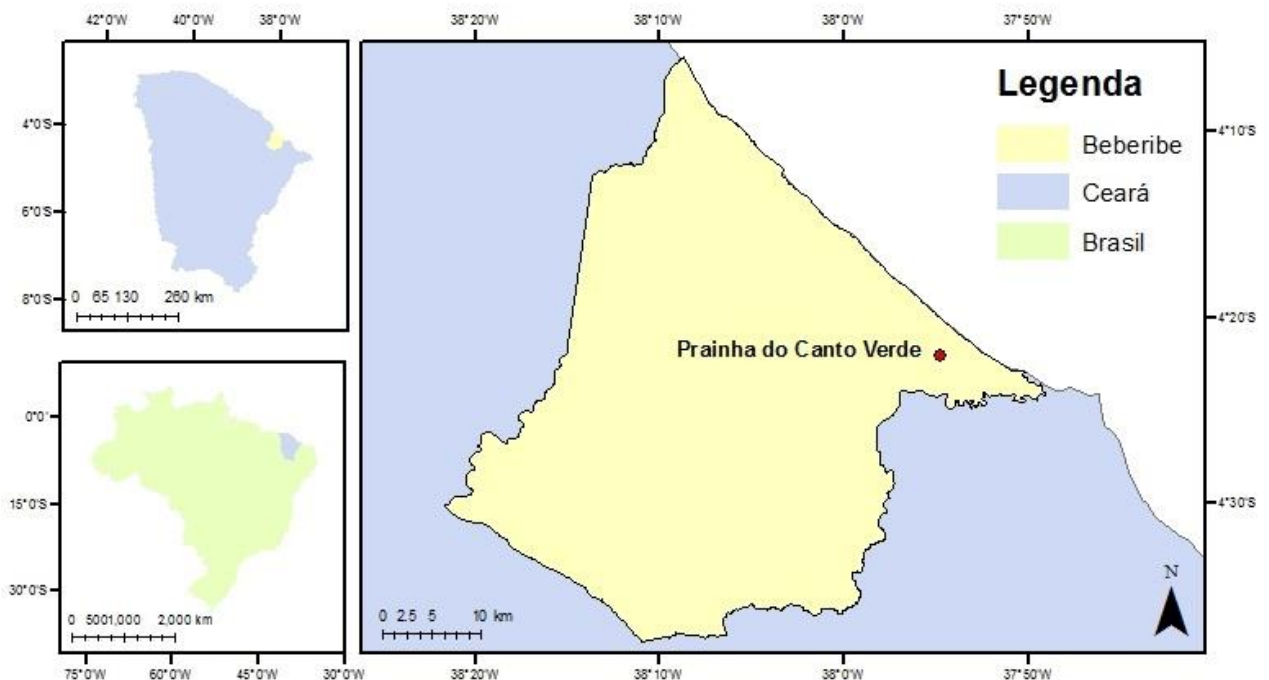 42°0'W 40°0'W 38°0'W
4°0'S
6°0'S
8°0'S
0 65 130 260 km
0°0'
15°0'S
30°0'S
0 5001,000 2,000 km
75°0'W 60°0'W 45°0'W 30°0'W
38°20'W 38°10'W 38°0'W 37°50'W
Legenda
Beberibe
Ceará
Brasil
Prainha do Canto Verde
4°10'S
4°20'S
4°30'S
N
0 2.5 5 10 km
38°20'W 38°10'W 38°0'W 37°50'W